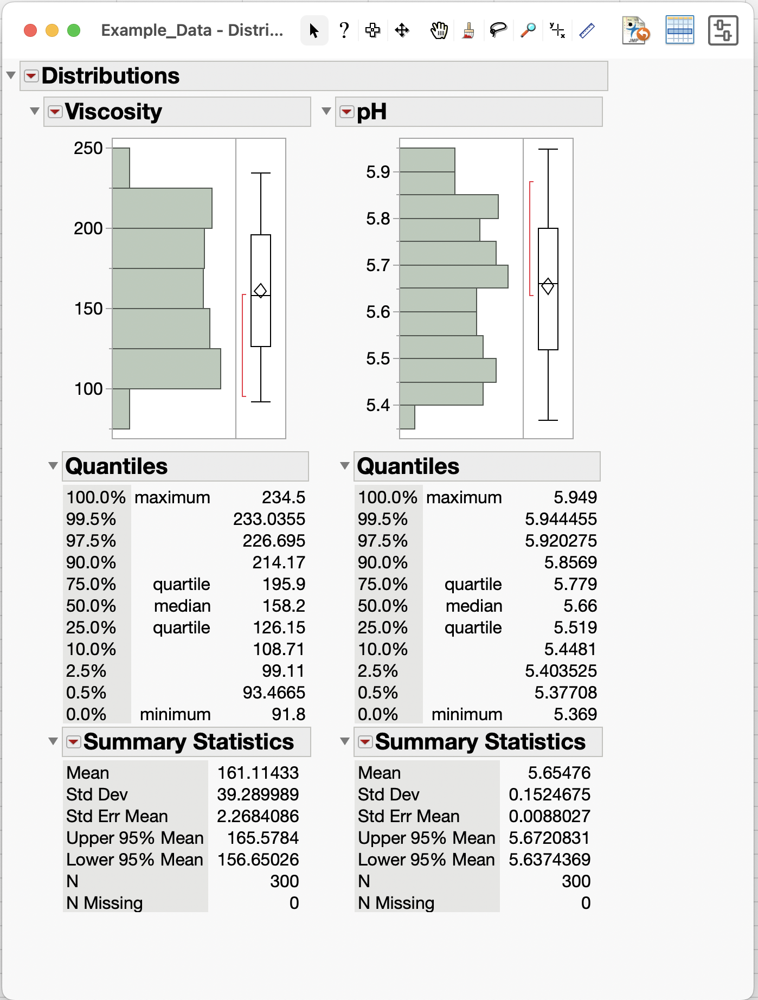 Example_Data - Distri...
?
y
x
JMP
Distributions
Viscosity
250
200
150
100
Quantiles
100.0% maximum 234.5
99.5% 233.0355
97.5% 226.695
90.0% 214.17
75.0% quartile 195.9
50.0% median 158.2
25.0% quartile 126.15
10.0% 108.71
2.5% 99.11
0.5% 93.4665
0.0% minimum 91.8
Summary Statistics
Mean 161.11433
Std Dev 39.289989
Std Err Mean 2.2684086
Upper 95% Mean 165.5784
Lower 95% Mean 156.65026
N 300
N Missing 0
pH
5.9
5.8
5.7
5.6
5.5
5.4
Quantiles
100.0% maximum 5.949
99.5% 5.944455
97.5% 5.920275
90.0% 5.8569
75.0% quartile 5.779
50.0% median 5.66
25.0% quartile 5.519
10.0% 5.4481
2.5% 5.403525
0.5% 5.37708
0.0% minimum 5.369
Summary Statistics
Mean 5.65476
Std Dev 0.1524675
Std Err Mean 0.0088027
Upper 95% Mean 5.6720831
Lower 95% Mean 5.6374369
N 300
N Missing 0